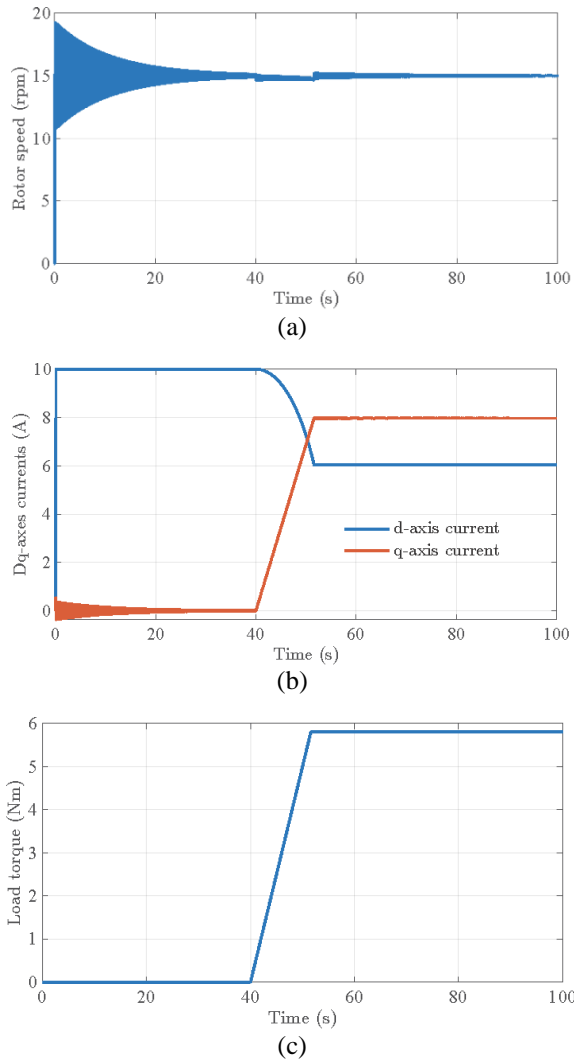 20
15
10
5
0
Rotor speed (rpm)
0 20 40 60 80 100
Time (s)
(a)
10
8
6
4
2
0
Dq-axes currents (A)
d-axis current
q-axis current
0 20 40 60 80 100
Time (s)
(b)
6
5
4
3
2
1
0
Load torque (Nm)
0 20 40 60 80 100
Time (s)
(c)